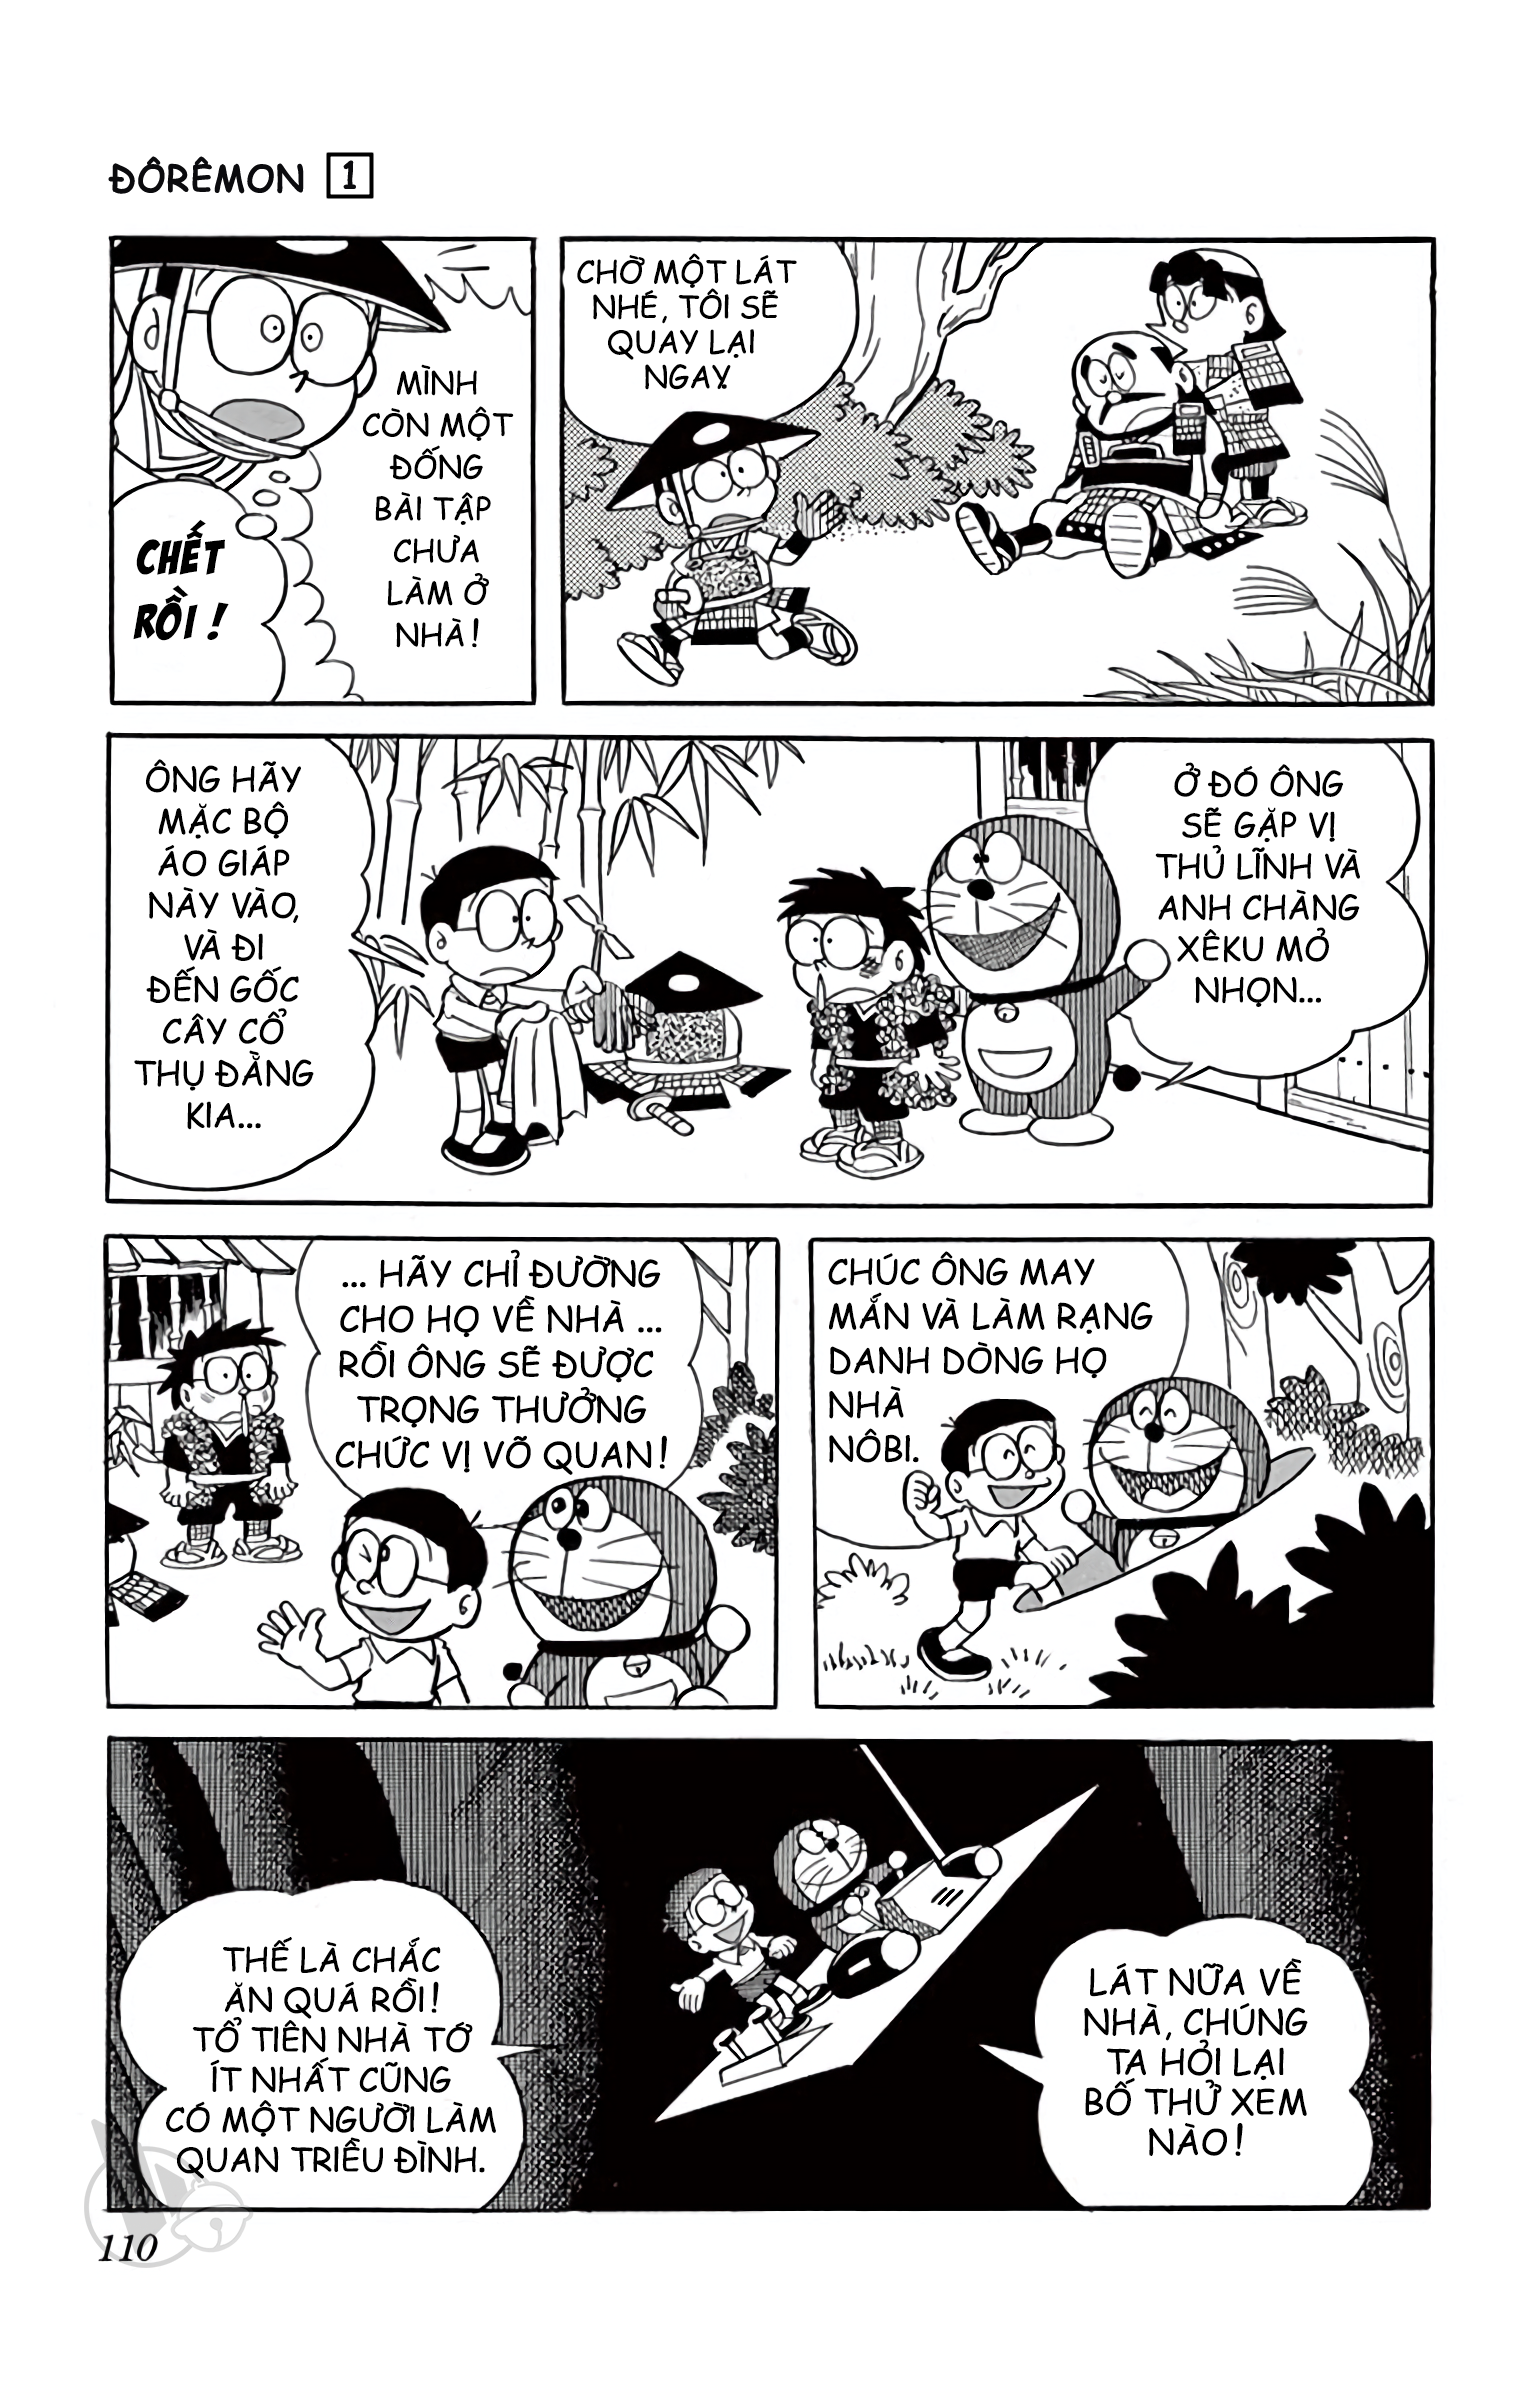 ĐÔRÊMON 1
MÌNH
CÒN MỘT
ĐỐNG
BÀI TẬP
CHƯA
LÀM Ở
NHÀ!
CHẾT
RỒI!
CHỜ MỘT LÁT
NHÉ, TÔI SẼ
QUAY LẠI
NGAY.
ÔNG HÃY
MẶC BỘ
ÁO GIÁP
NÀY VÀO,
VÀ ĐI
ĐẾN GỐC
CÂY CỔ
THỤ ĐẰNG
KIA...
Ở ĐÓ ÔNG
SẼ GẶP VỊ
THỦ LĨNH VÀ
ANH CHÀNG
XÊKU MỎ
NHỌN...
... HÃY CHỈ ĐƯỜNG
CHO HỌ VỀ NHÀ ...
RỒI ÔNG SẼ ĐƯỢC
TRỌNG THƯỞNG
CHỨC VỊ VÕ QUAN!
CHÚC ÔNG MAY
MẮN VÀ LÀM RẠNG
DANH DÒNG HỌ
NHÀ
NÔBI.
THẾ LÀ CHẮC
ĂN QUÁ RỒI!
TỔ TIÊN NHÀ TỚ
ÍT NHẤT CŨNG
CÓ MỘT NGƯỜI LÀM
QUAN TRIỀU ĐÌNH.
LÁT NỮA VỀ
NHÀ, CHÚNG
TA HỎI LẠI
BỐ THỬ XEM
NÀO!
110